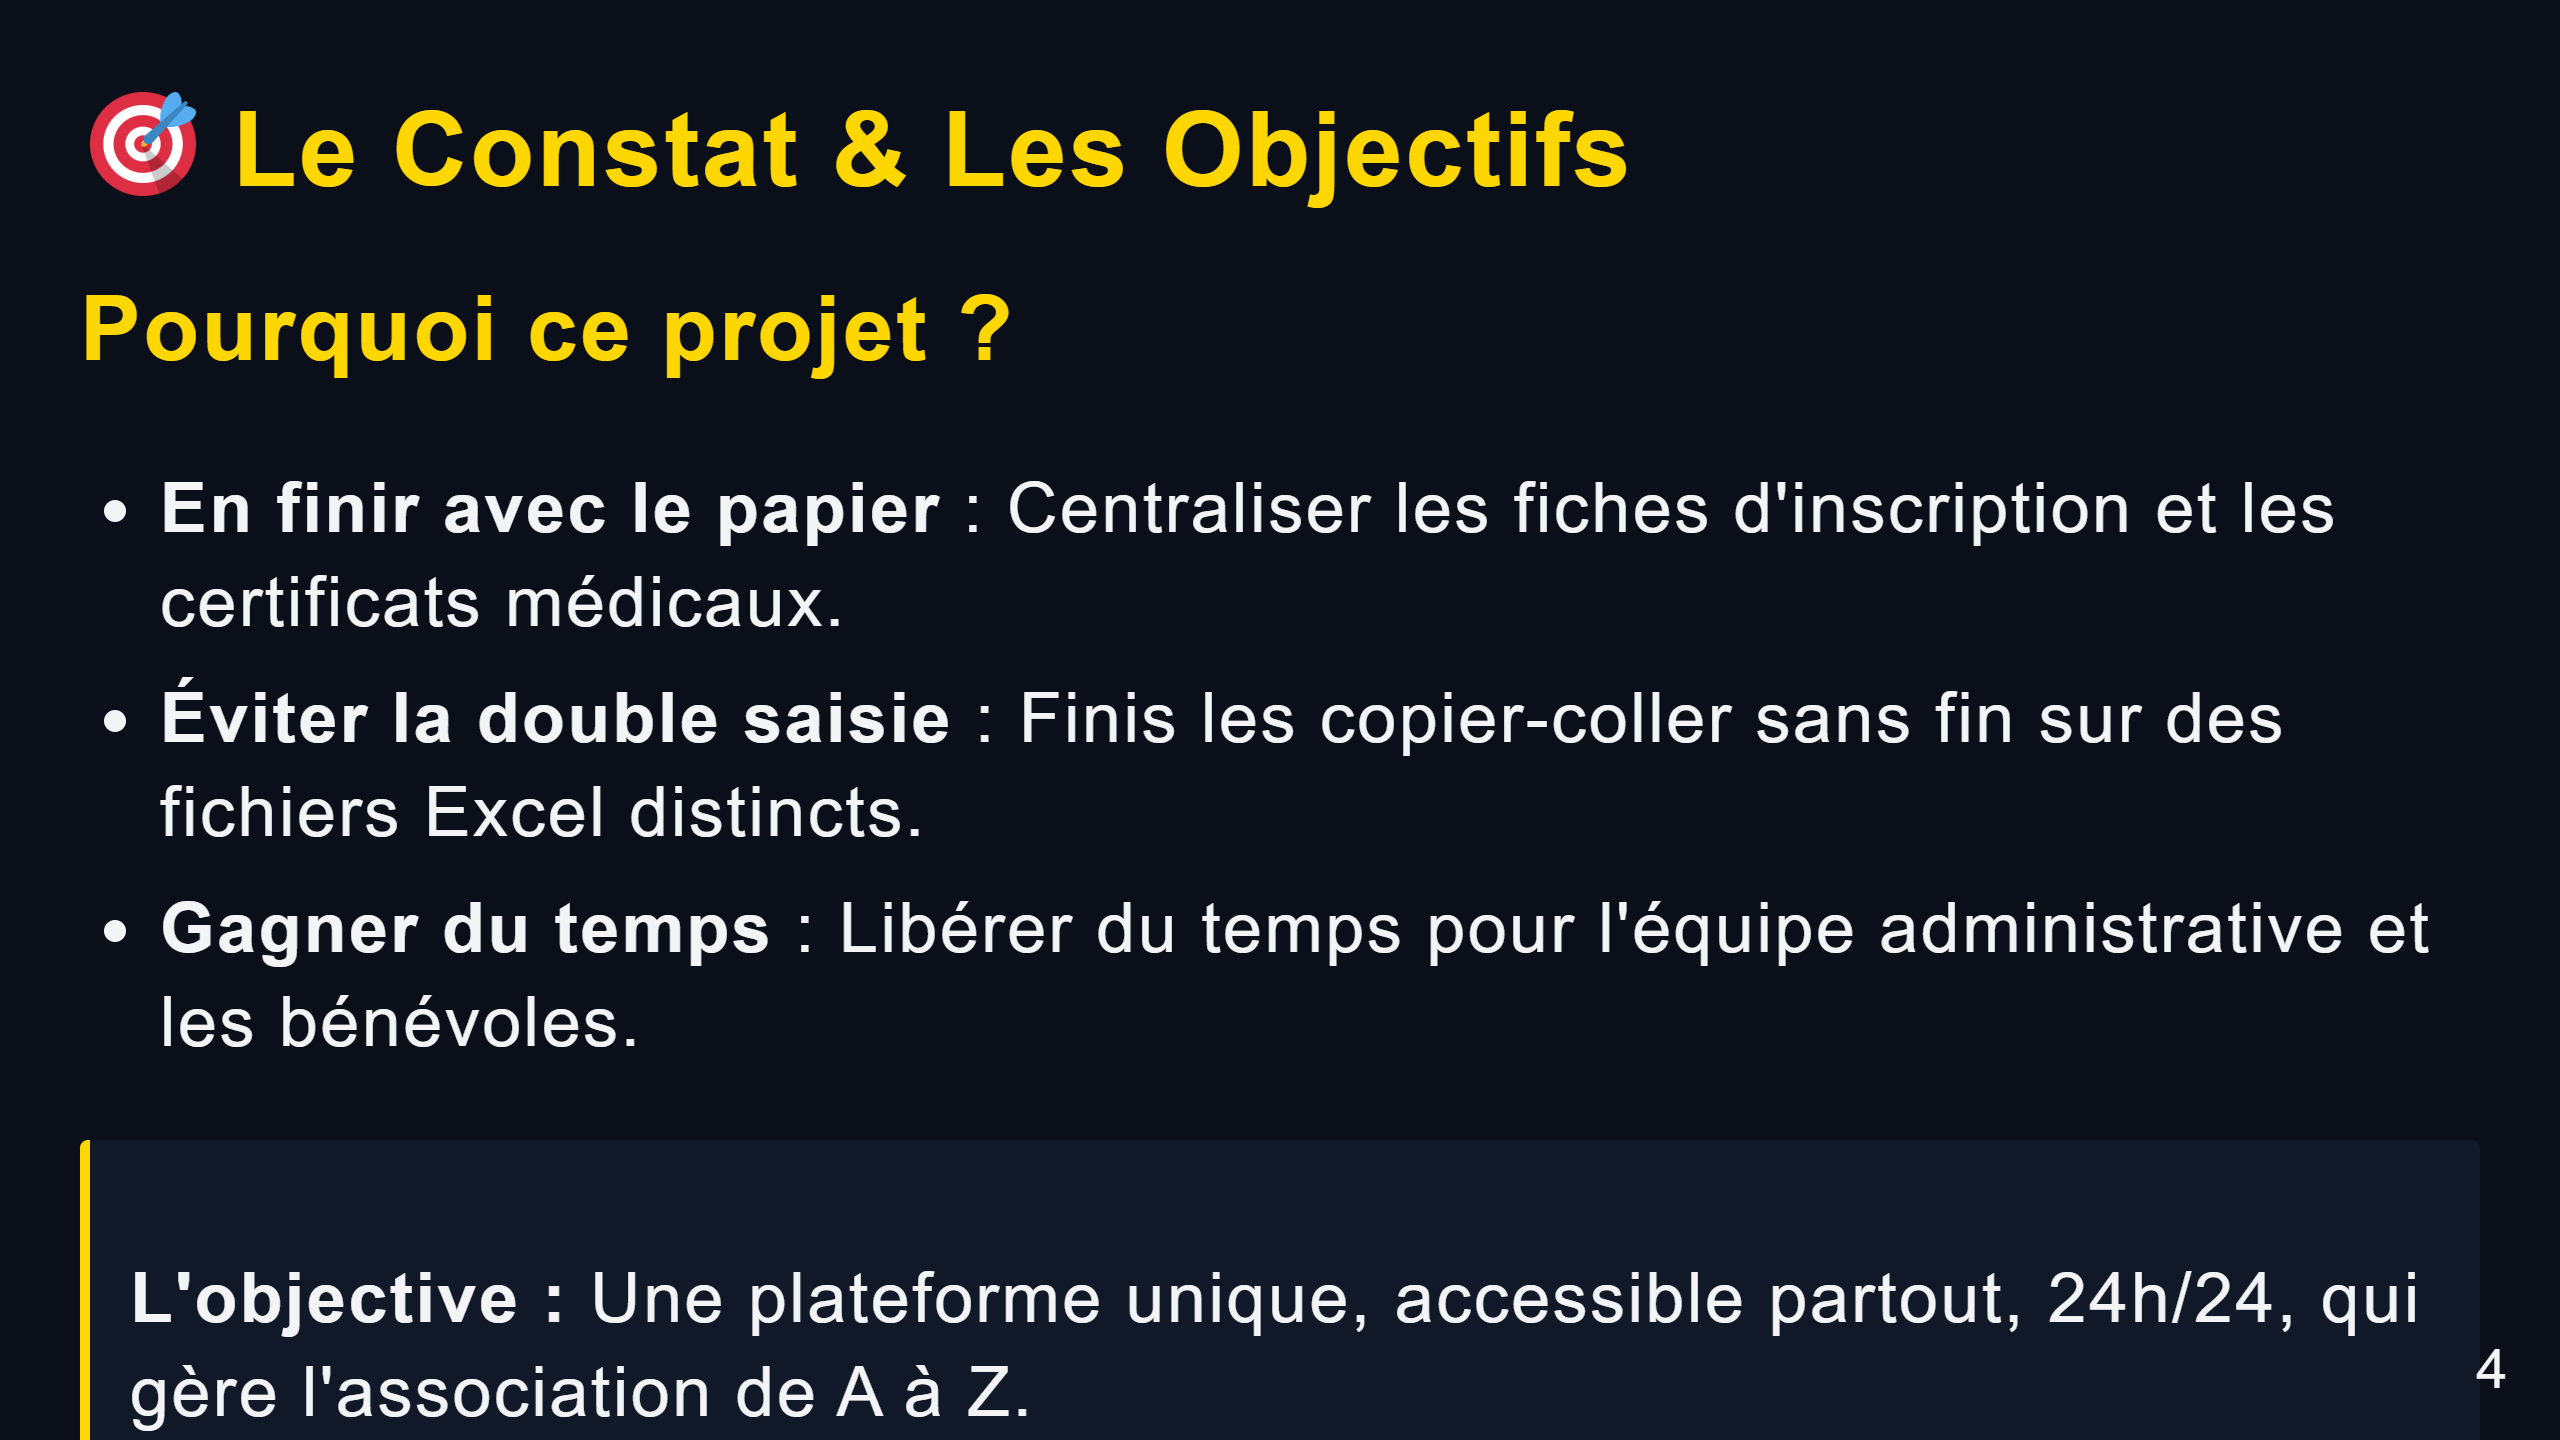 Le Constat & Les Objectifs
Pourquoi ce projet ?
En finir avec le papier : Centraliser les fiches d'inscription et les
certificats médicaux.
Éviter la double saisie : Finis les copier-coller sans fin sur des
fichiers Excel distincts.
Gagner du temps : Libérer du temps pour l'équipe administrative et
les bénévoles.
L'objective : Une plateforme unique, accessible partout, 24h/24, qui
gère l'association de A à Z.
4